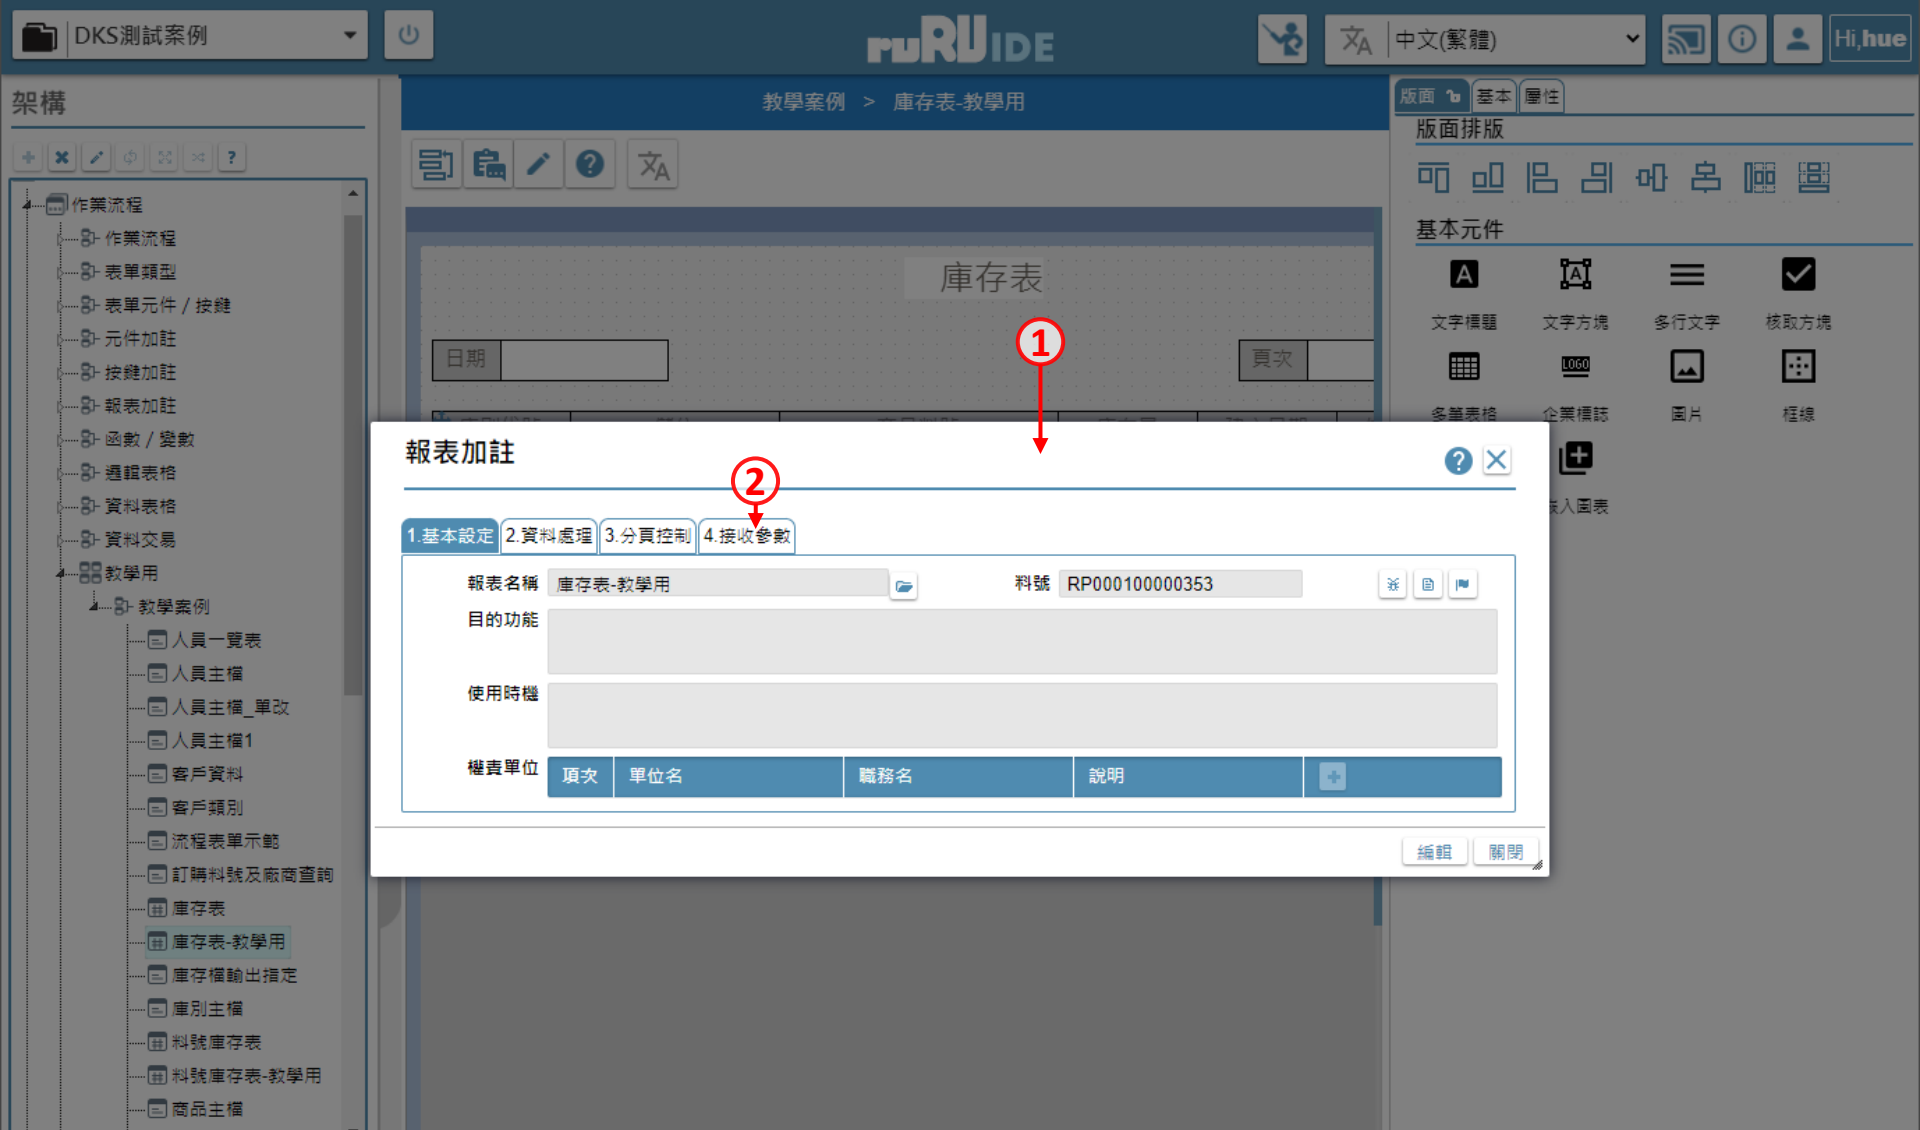 DKS測試案例
ruRU IDE
中文(繁體)
Hi,hue
架構
教學案例 > 庫存表-教學用
版面
基本
屬性
版面排版
作業流程
作業流程
表單類型
表單元件 / 按鍵
元件加註
按鍵加註
報表加註
函數 / 變數
邏輯表格
資料表格
資料交易
教學用
教學案例
人員一覽表
人員主檔
人員主檔_單改
人員主檔1
客戶資料
客戶類別
流程表單示範
訂購料號及廠商查詢
庫存表
庫存表-教學用
庫存檔輸出指定
庫別主檔
料號庫存表
料號庫存表-教學用
商品主檔
庫存表
日期
頁次
1
基本元件
文字標題
文字方塊
多行文字
核取方塊
多筆表格
LOGO
企業標誌
圖片
框線
嵌入圖表
報表加註
2
1.基本設定
2.資料處理
3.分頁控制
4.接收參數
報表名稱
庫存表-教學用
料號
RP000100000353
目的功能
使用時機
權責單位
項次
單位名
職務名
說明
編輯
關閉